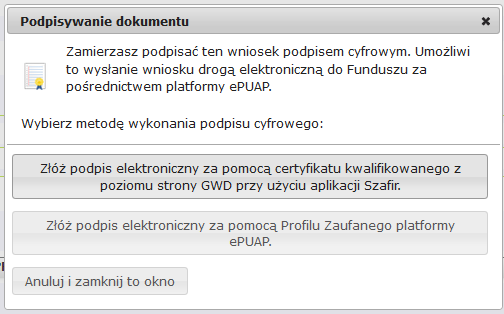 Podpisywanie dokumentu
Zamierzasz podpisać ten wniosek podpisem cyfrowym. Umożliwi
to wysłanie wniosku drogą elektroniczną do Funduszu za
pośrednictwem platformy ePUAP.
Wybierz metodę wykonania podpisu cyfrowego:
Złóż podpis elektroniczny za pomocą certyfikatu kwalifikowanego z
poziomu strony GWD przy użyciu aplikacji Szafir.
Złóż podpis elektroniczny za pomocą Profilu Zaufanego platformy
ePUAP.
Anuluj i zamknij to okno